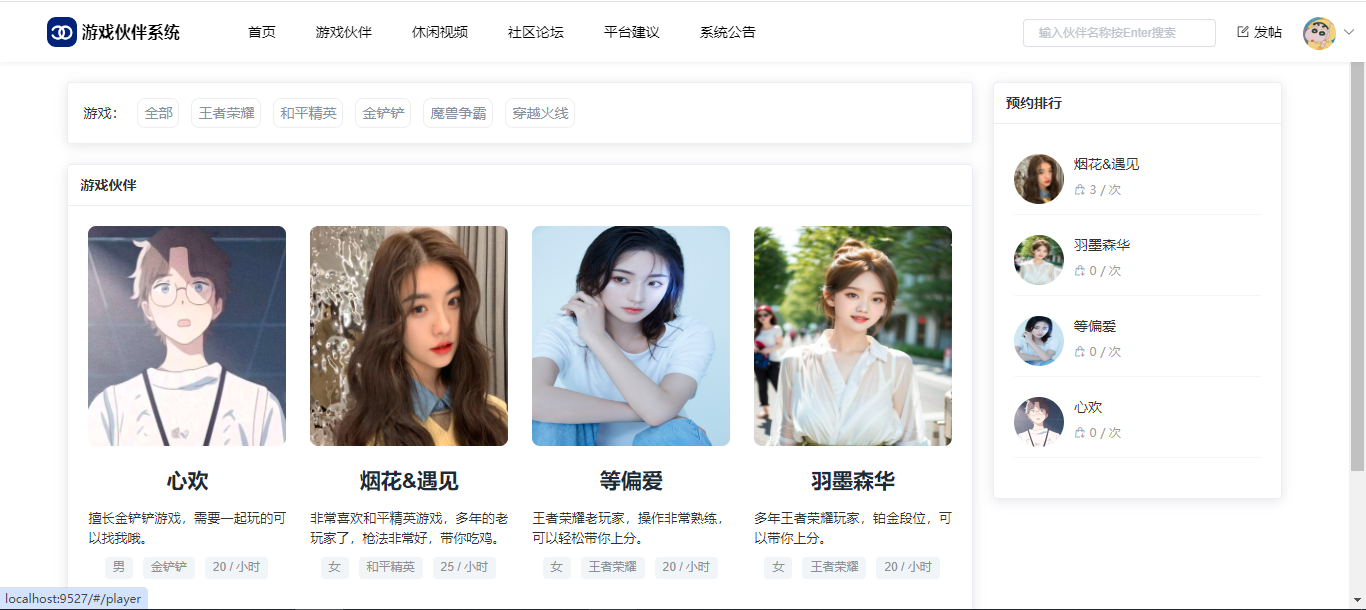 游戏伙伴系统
首页
游戏伙伴
休闲视频
社区论坛
平台建议
系统公告
输入伙伴名称按Enter搜索
发帖
游戏：
全部
王者荣耀
和平精英
金铲铲
魔兽争霸
穿越火线
游戏伙伴
心欢
擅长金铲铲游戏，需要一起玩的可
以找我哦。
男
金铲铲
20 / 小时
烟花&遇见
非常喜欢和平精英游戏，多年的老
玩家了，枪法非常好，带你吃鸡。
女
和平精英
25 / 小时
等偏爱
王者荣耀老玩家，操作非常熟练，
可以轻松带你上分。
女
王者荣耀
20 / 小时
羽墨森华
多年王者荣耀玩家，铂金段位，可
以带你上分。
女
王者荣耀
20 / 小时
预约排行
烟花&遇见
3 / 次
羽墨森华
0 / 次
等偏爱
0 / 次
心欢
0 / 次
localhost:9527/#/player